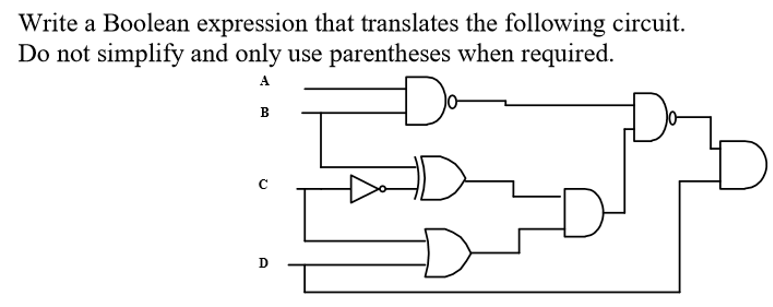 Write a Boolean expression that translates the following circuit.
Do not simplify and only use parentheses when required.
A
B
C
D